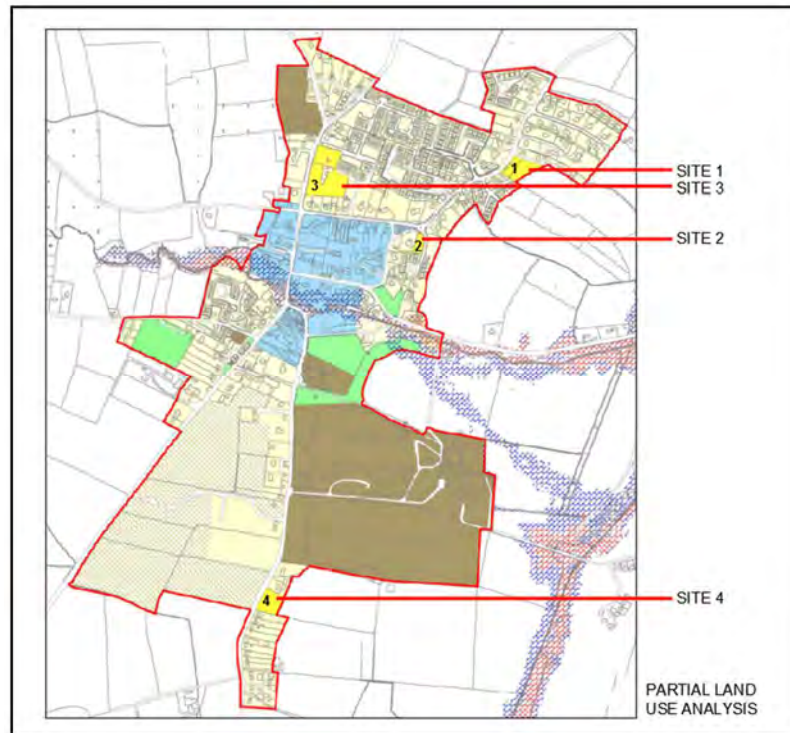 1
SITE 1
3
SITE 3
2
SITE 2
4
SITE 4
PARTIAL LAND
USE ANALYSIS